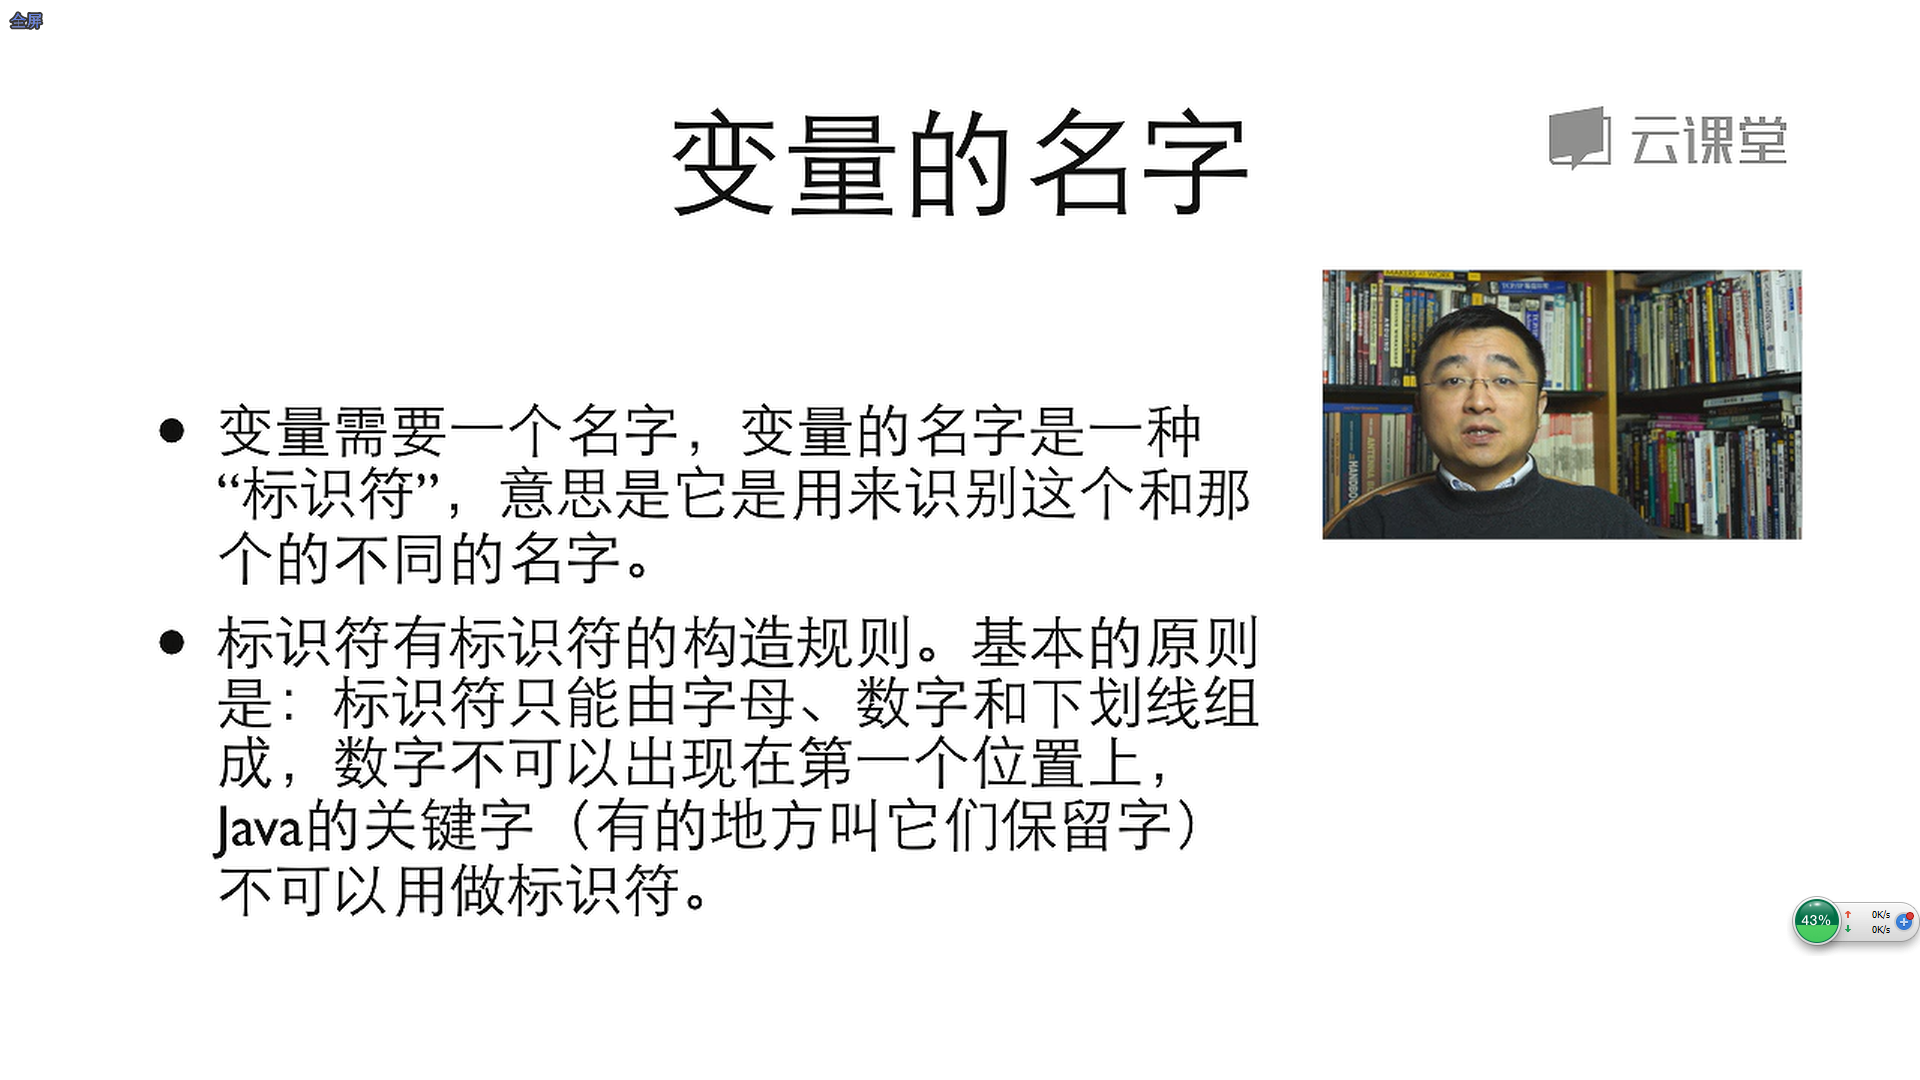 全屏
变量的名字
云课堂
MAKERS AT WORK
变量需要一个名字，变量的名字是一种
“标识符”，意思是它是用来识别这个和那
个的不同的名字。
标识符有标识符的构造规则。基本的原则
是：标识符只能由字母、数字和下划线组
成，数字不可以出现在第一个位置上，
Java的关键字（有的地方叫它们保留字）
不可以用做标识符。
43%
0K/s
0K/s